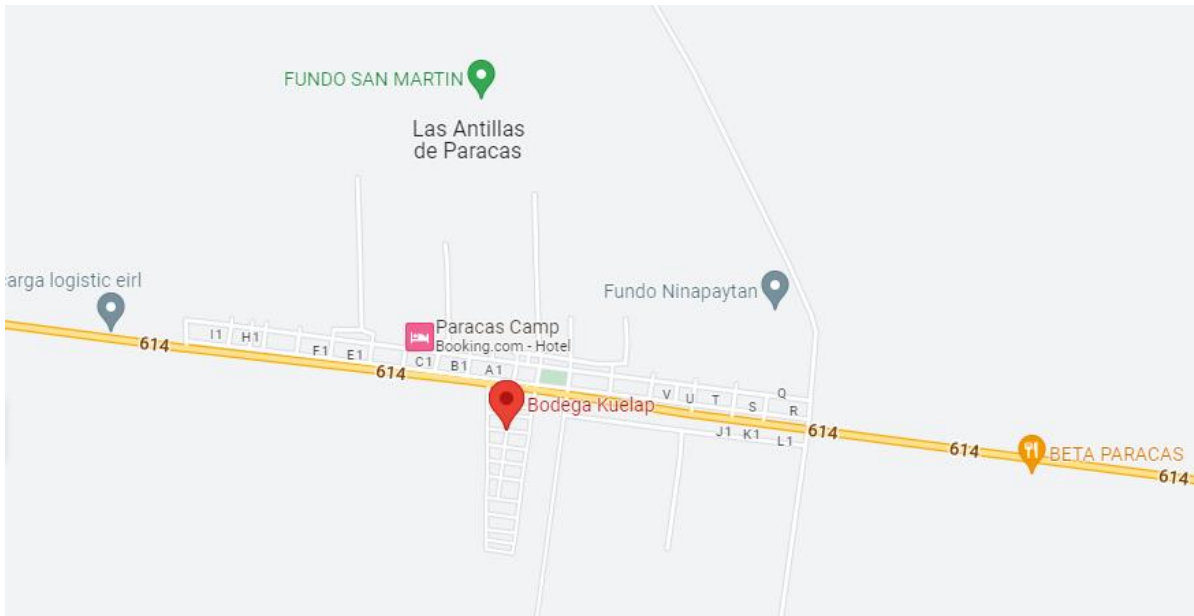 FUNDO SAN MARTIN
Las Antillas
de Paracas
carga logistic eirl
Fundo Ninapaytan
Paracas Camp
Booking.com - Hotel
614
I1
H1
F1
E1
C1
B1
A1
614
Bodega Kuelap
V
U
T
S
Q
R
J1
K1
L1
614
614
BETA PARACAS
614